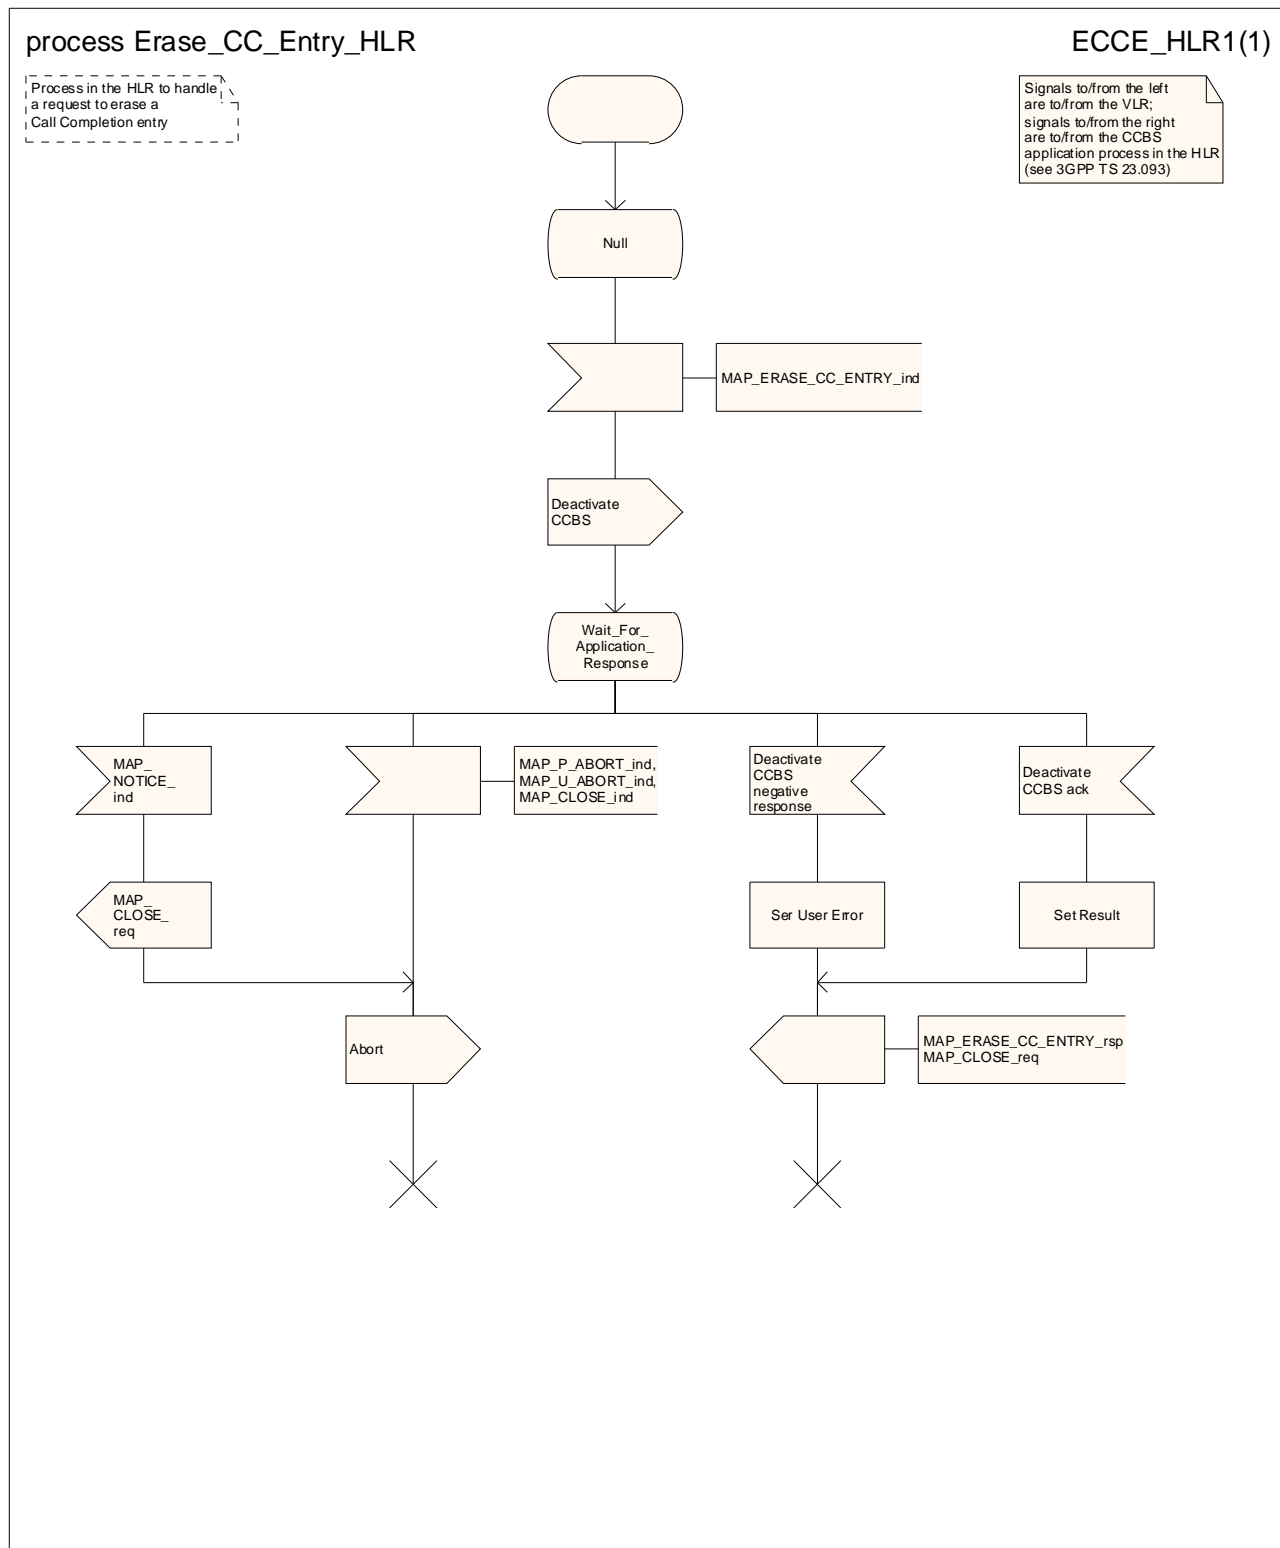 process Erase_CC_Entry_HLR
ECCE_HLR1(1)
Process in the HLR to handle
a request to erase a
Call Completion entry
Signals to/from the left
are to/from the VLR;
signals to/from the right
are to/from the CCBS
application process in the HLR
(see 3GPP TS 23.093)
Null
MAP_ERASE_CC_ENTRY_ind
Deactivate
CCBS
Wait_For_
Application_
Response
MAP_
NOTICE_
ind
MAP_P_ABORT_ind,
MAP_U_ABORT_ind,
MAP_CLOSE_ind
Deactivate
CCBS
negative
response
Deactivate
CCBS ack
MAP_
CLOSE_
req
Ser User Error
Set Result
Abort
MAP_ERASE_CC_ENTRY_rsp
MAP_CLOSE_req